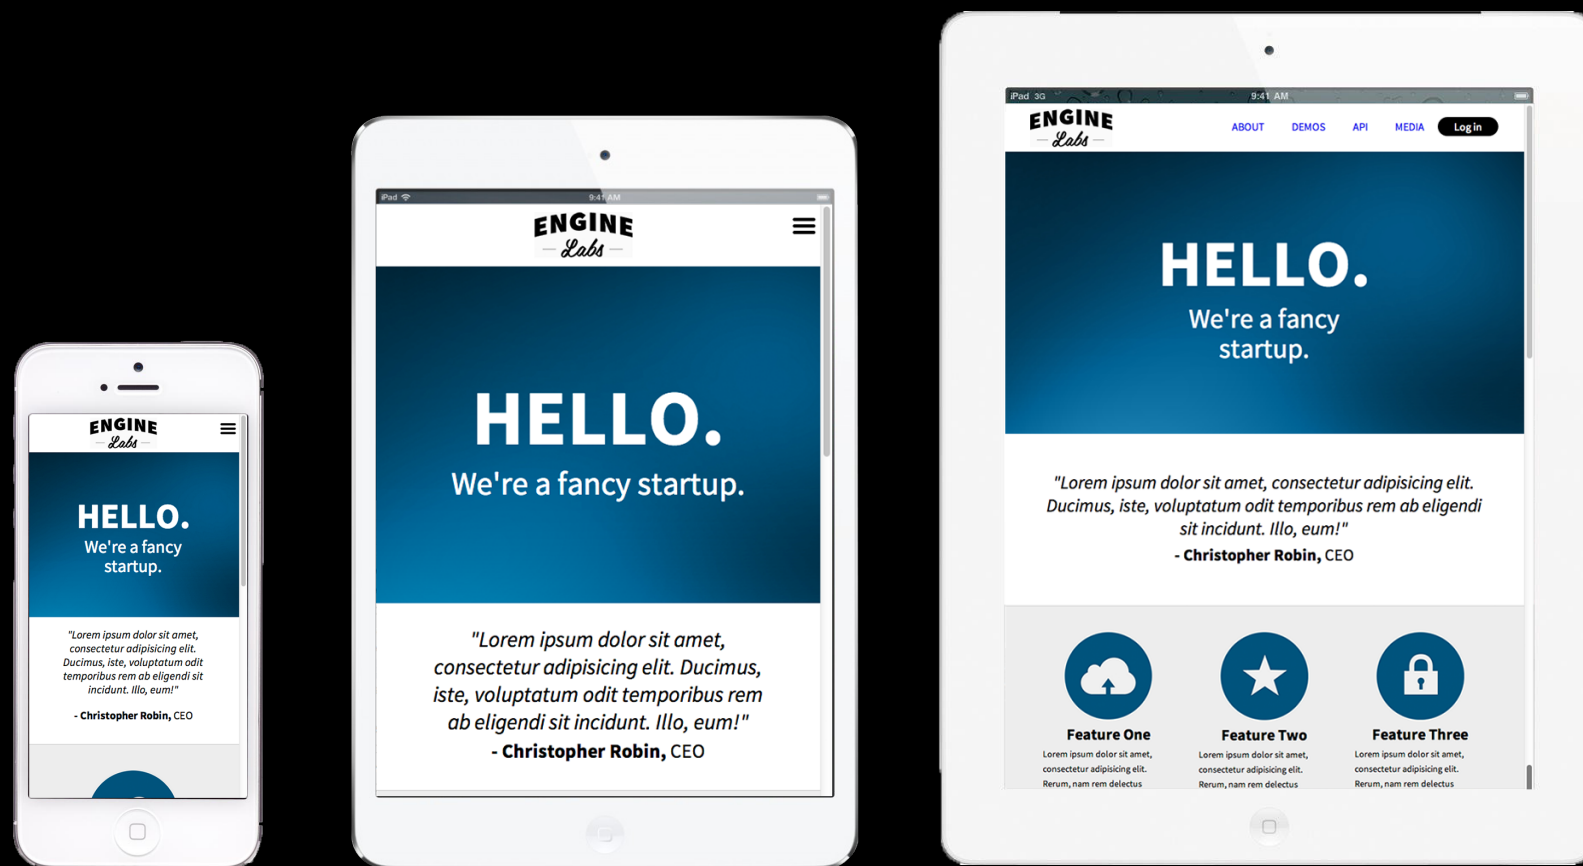 ENGINE
Labs
HELLO.
We're a fancy
startup.
"Lorem ipsum dolor sit amet,
consectetur adipisicing elit.
Ducimus, iste, voluptatum odit
temporibus rem ab eligendi sit
incidunt. Illo, eum!"
- Christopher Robin, CEO
iPad
9:41 AM
ENGINE
Labs
HELLO.
We're a fancy startup.
"Lorem ipsum dolor sit amet,
consectetur adipisicing elit. Ducimus,
iste, voluptatum odit temporibus rem
ab eligendi sit incidunt. Illo, eum!"
- Christopher Robin, CEO
iPad 3G 9:41 AM
ENGINE
Labs
ABOUT DEMOS API MEDIA Log in
HELLO.
We're a fancy
startup.
"Lorem ipsum dolor sit amet, consectetur adipisicing elit.
Ducimus, iste, voluptatum odit temporibus rem ab eligendi
sit incidunt. Illo, eum!"
- Christopher Robin, CEO
Feature One
Lorem ipsum dolor sit amet,
consectetur adipisicing elit.
Rerum, nam rem delectus
Feature Two
Lorem ipsum dolor sit amet,
consectetur adipisicing elit.
Rerum, nam rem delectus
Feature Three
Lorem ipsum dolor sit amet,
consectetur adipisicing elit.
Rerum, nam rem delectus